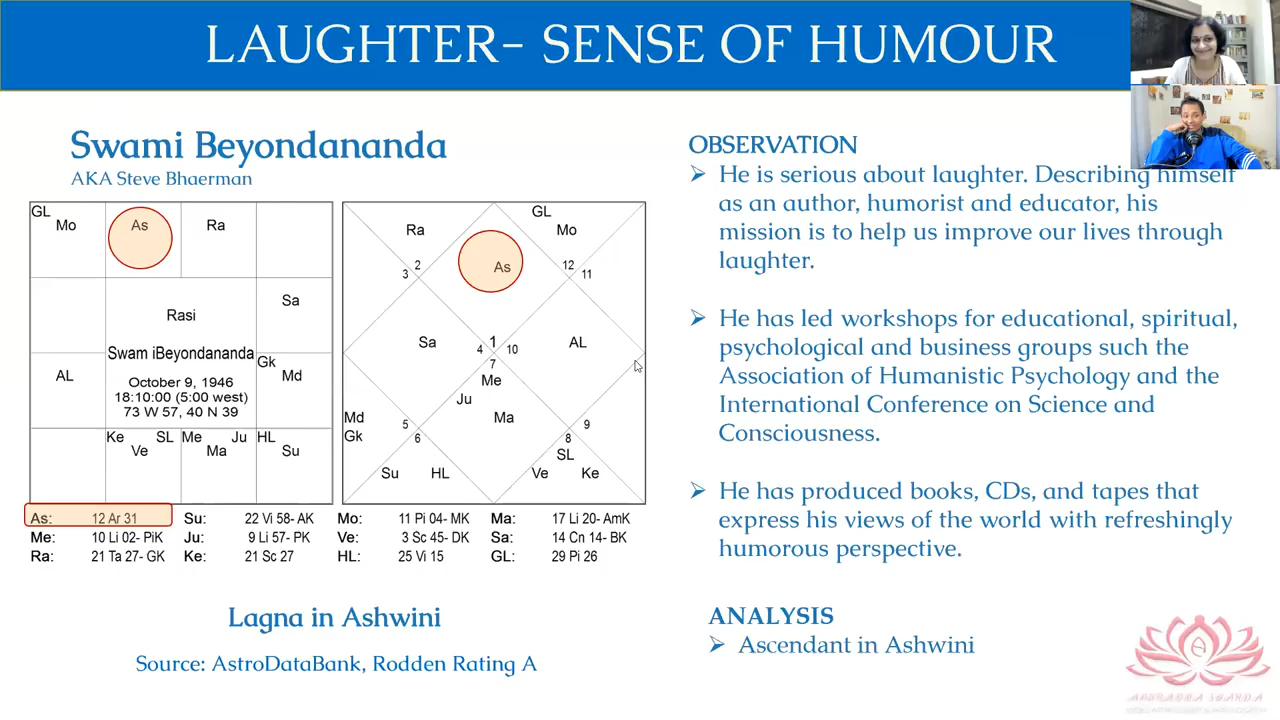 LAUGHTER- SENSE OF HUMOUR
Swami Beyondananda
AKA Steve Bhaerman
GL
Mo
As
Ra
Sa
Rasi
Swam iBeyondananda
October 9, 1946
18:10:00 (5:00 west)
73 W 57, 40 N 39
AL
Gk
Md
Ke SL
Ve
Me Ju
Ma
HL
Su
GL
Ra Mo
As
2 12
3 11
Sa AL
1
4 10
7
Me
Ju
Ma
Md
Gk
5 9
6 8
SL
Su HL Ve Ke
As: 12 Ar 31 Su: 22 Vi 58- AK Mo: 11 Pi 04- MK Ma: 17 Li 20- AmK
Me: 10 Li 02- PiK Ju: 9 Li 57- PK Ve: 3 Sc 45- DK Sa: 14 Cn 14- BK
Ra: 21 Ta 27- GK Ke: 21 Sc 27 HL: 25 Vi 15 GL: 29 Pi 26
Lagna in Ashwini
Source: AstroDataBank, Rodden Rating A
OBSERVATION
➢ He is serious about laughter. Describing himself
as an author, humorist and educator, his
mission is to help us improve our lives through
laughter.
➢ He has led workshops for educational, spiritual,
psychological and business groups such the
Association of Humanistic Psychology and the
International Conference on Science and
Consciousness.
➢ He has produced books, CDs, and tapes that
express his views of the world with refreshingly
humorous perspective.
ANALYSIS
➢ Ascendant in Ashwini